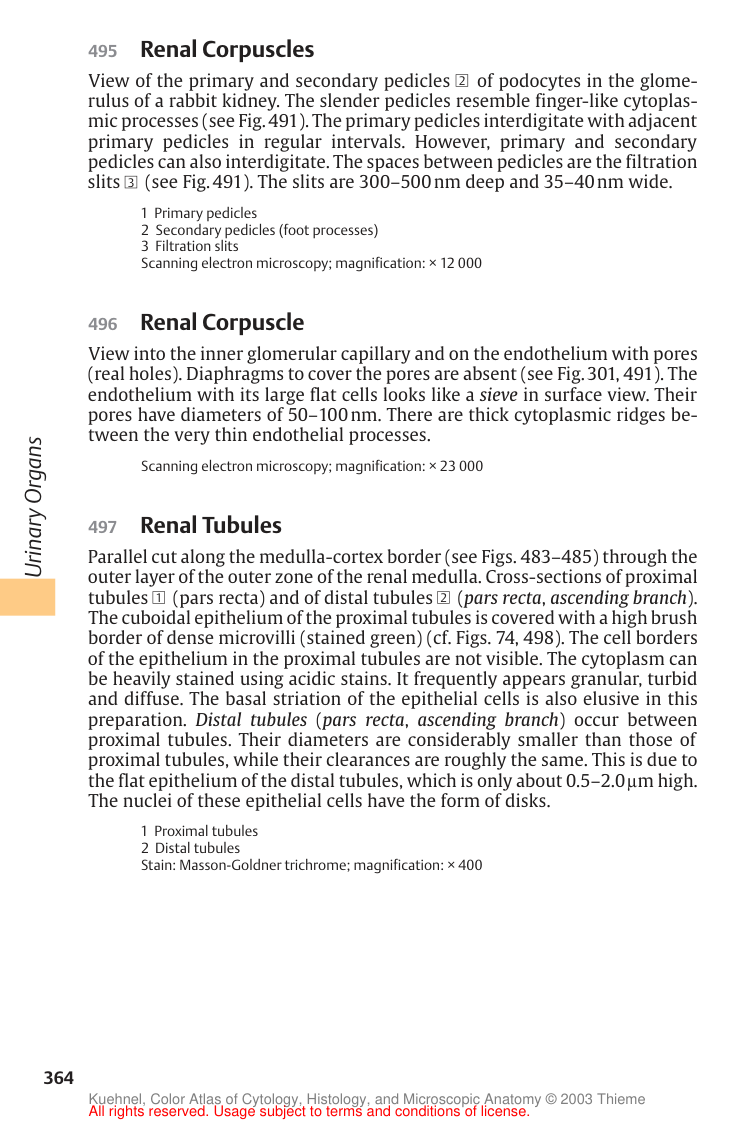 495 Renal Corpuscles
View of the primary and secondary pedicles 2 of podocytes in the glome-
rulus of a rabbit kidney. The slender pedicles resemble finger-like cytoplas-
mic processes (see Fig. 491). The primary pedicles interdigitate with adjacent
primary pedicles in regular intervals. However, primary and secondary
pedicles can also interdigitate. The spaces between pedicles are the filtration
slits 3 (see Fig. 491). The slits are 300–500 nm deep and 35–40 nm wide.
1 Primary pedicles
2 Secondary pedicles (foot processes)
3 Filtration slits
Scanning electron microscopy; magnification: × 12 000
496 Renal Corpuscle
View into the inner glomerular capillary and on the endothelium with pores
(real holes). Diaphragms to cover the pores are absent (see Fig. 301, 491). The
endothelium with its large flat cells looks like a sieve in surface view. Their
pores have diameters of 50–100 nm. There are thick cytoplasmic ridges be-
tween the very thin endothelial processes.
Scanning electron microscopy; magnification: × 23 000
497 Renal Tubules
Parallel cut along the medulla-cortex border (see Figs. 483–485) through the
outer layer of the outer zone of the renal medulla. Cross-sections of proximal
tubules 1 (pars recta) and of distal tubules 2 (pars recta, ascending branch).
The cuboidal epithelium of the proximal tubules is covered with a high brush
border of dense microvilli (stained green) (cf. Figs. 74, 498). The cell borders
of the epithelium in the proximal tubules are not visible. The cytoplasm can
be heavily stained using acidic stains. It frequently appears granular, turbid
and diffuse. The basal striation of the epithelial cells is also elusive in this
preparation. Distal tubules (pars recta, ascending branch) occur between
proximal tubules. Their diameters are considerably smaller than those of
proximal tubules, while their clearances are roughly the same. This is due to
the flat epithelium of the distal tubules, which is only about 0.5–2.0 µm high.
The nuclei of these epithelial cells have the form of disks.
1 Proximal tubules
2 Distal tubules
Stain: Masson-Goldner trichrome; magnification: × 400
Urinary Organs
364
Kuehnel, Color Atlas of Cytology, Histology, and Microscopic Anatomy © 2003 Thieme
All rights reserved. Usage subject to terms and conditions of license.